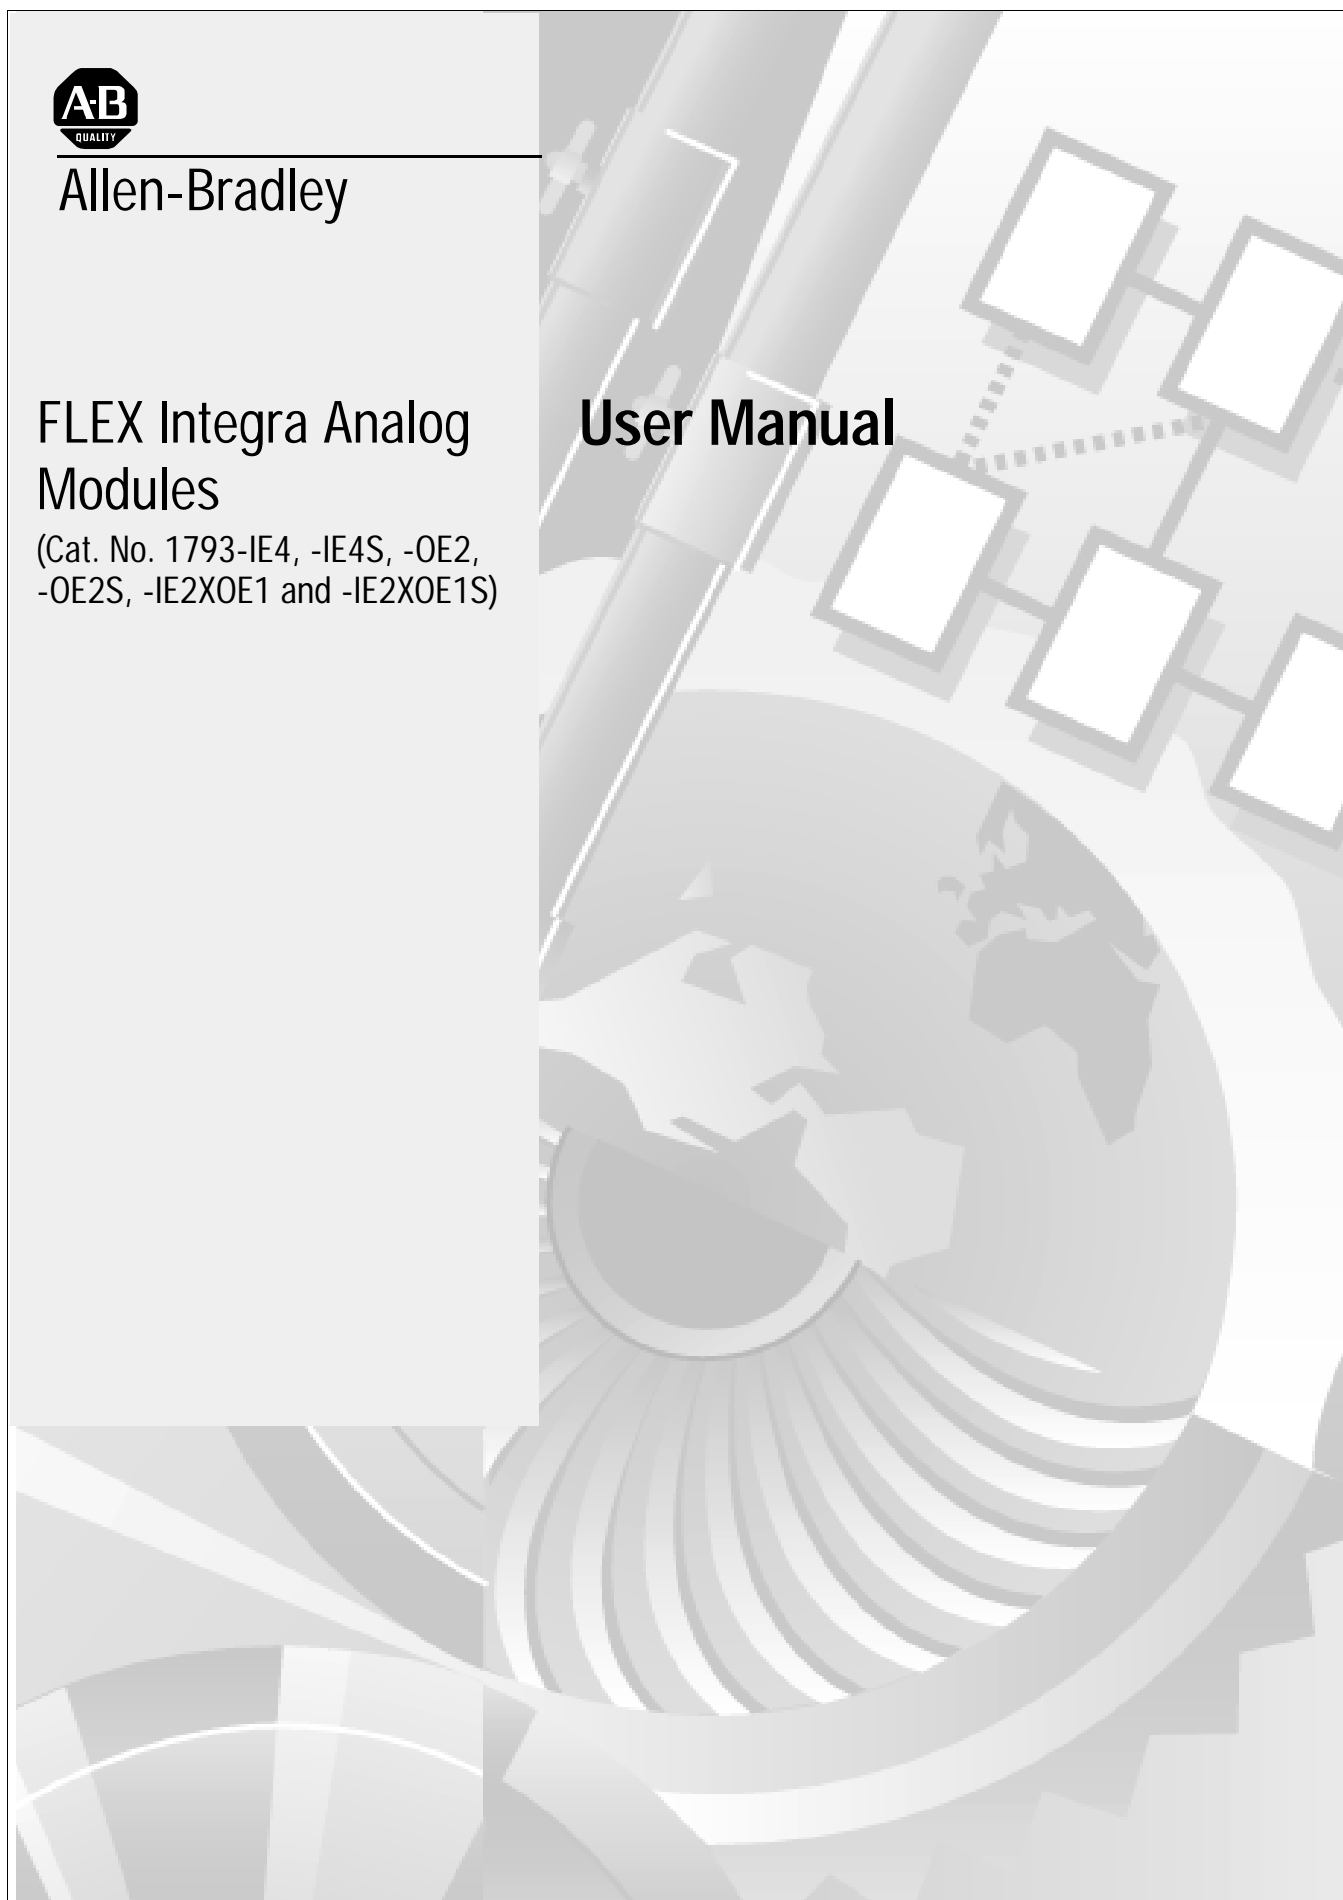 A-B
QUALITY
Allen-Bradley
FLEX Integra Analog
Modules
(Cat. No. 1793-IE4, -IE4S, -OE2,
-OE2S, -IE2XOE1 and -IE2XOE1S)
User Manual